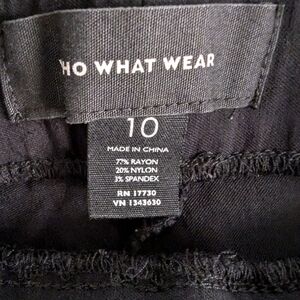 HO WHAT WEAR
10
MADE IN CHINA
77% RAYON
20% NYLON
3% SPANDEX
RN 17730
VN 1343630